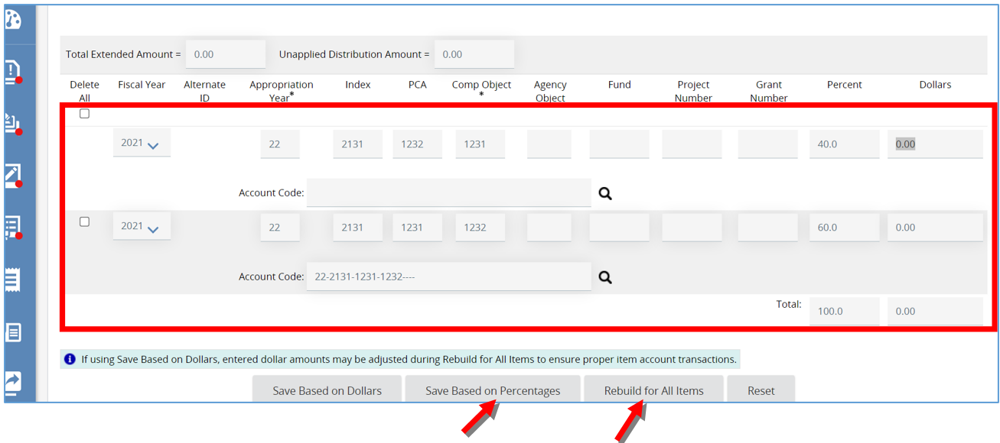 Total Extended Amount = 0.00 Unapplied Distribution Amount = 0.00
Delete All Fiscal Year Alternate ID Appropriation Year* Index PCA Comp Object * Agency Object Fund Project Number Grant Number Percent Dollars
2021 22 2131 1232 1231 40.0 0.00
Account Code:
2021 22 2131 1231 1232 60.0 0.00
Account Code: 22-2131-1231-1232----
Total: 100.0 0.00
If using Save Based on Dollars, entered dollar amounts may be adjusted during Rebuild for All Items to ensure proper item account transactions.
Save Based on Dollars Save Based on Percentages Rebuild for All Items Reset